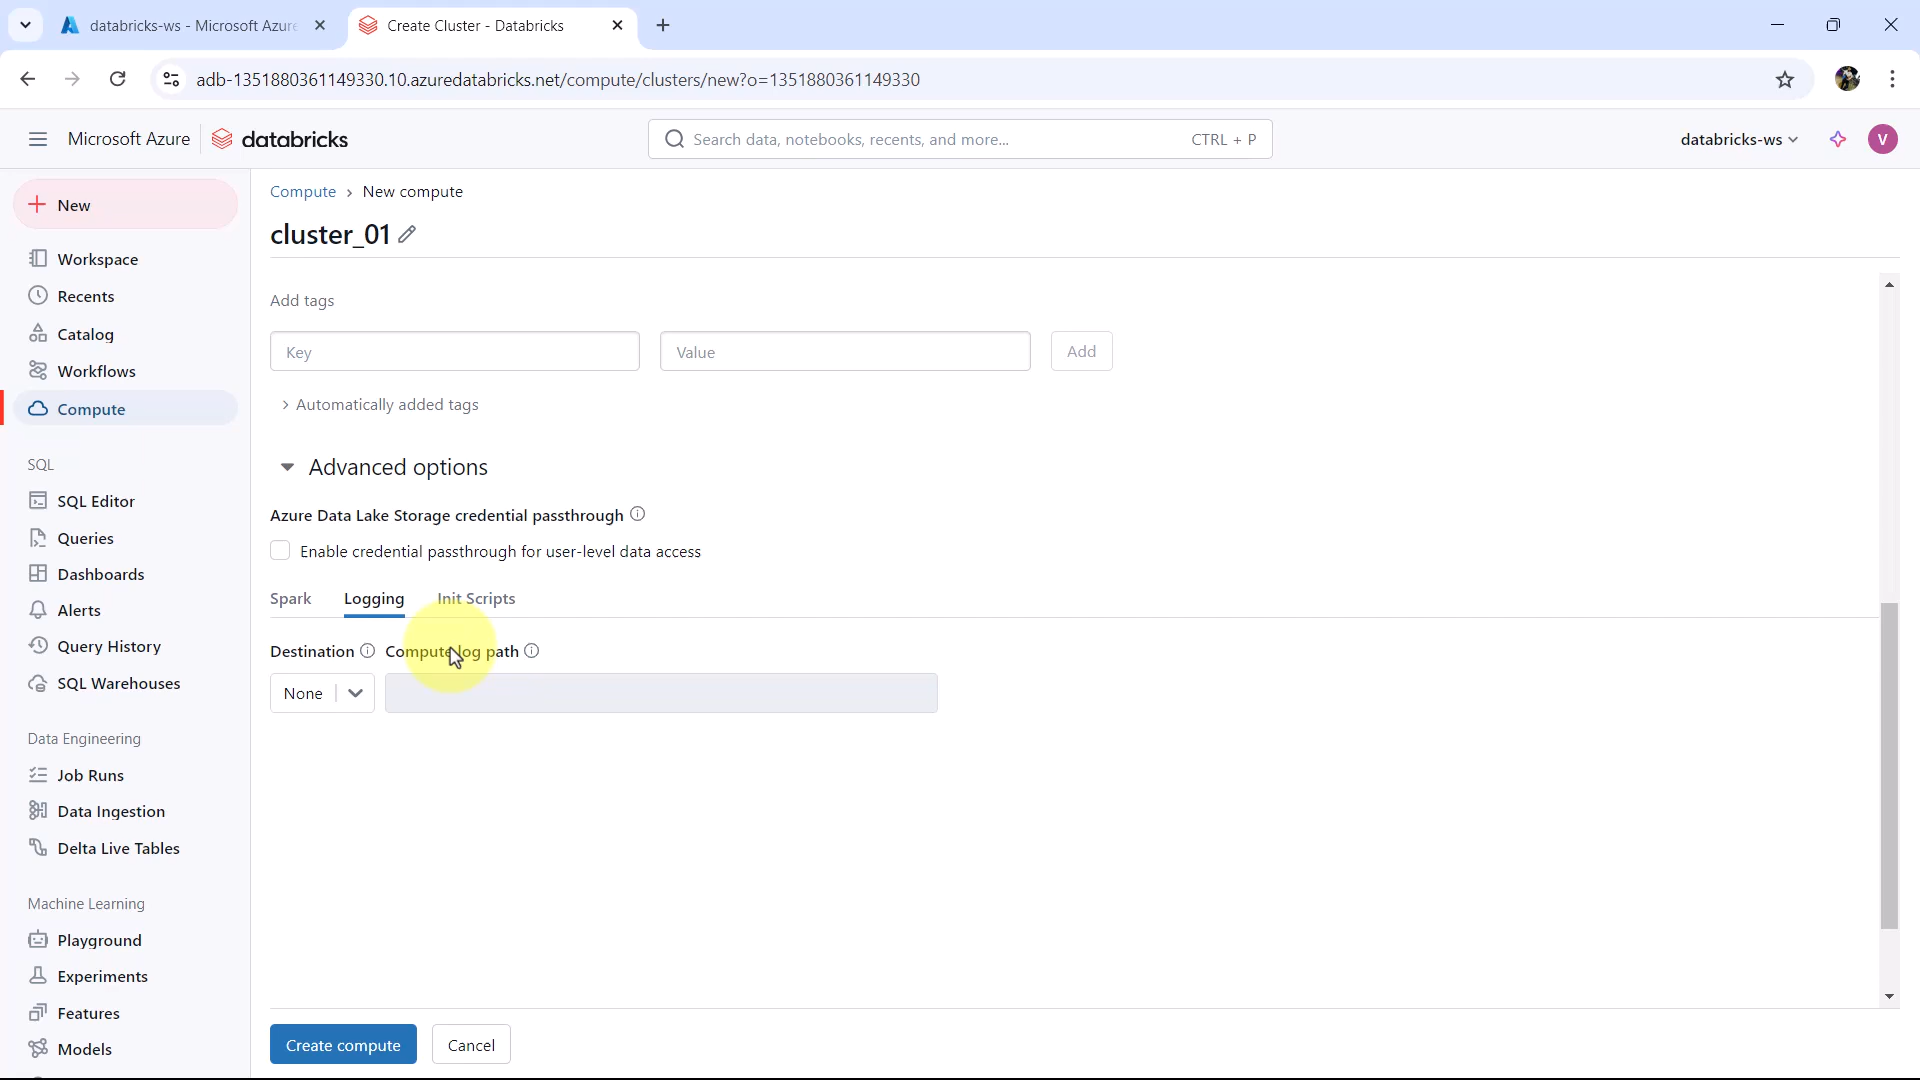 databricks-ws - Microsoft Azure
Create Cluster - Databricks
adb-1351880361149330.10.azuredatabricks.net/compute/clusters/new?o=1351880361149330
Microsoft Azure
databricks
Search data, notebooks, recents, and more...
CTRL + P
databricks-ws
V
New
Workspace
Recents
Catalog
Workflows
Compute
SQL
SQL Editor
Queries
Dashboards
Alerts
Query History
SQL Warehouses
Data Engineering
Job Runs
Data Ingestion
Delta Live Tables
Machine Learning
Playground
Experiments
Features
Models
Compute > New compute
cluster_01
Add tags
Key
Value
Add
Automatically added tags
Advanced options
Azure Data Lake Storage credential passthrough
Enable credential passthrough for user-level data access
Spark
Logging
Init Scripts
Destination
Compute log path
None
Create compute
Cancel